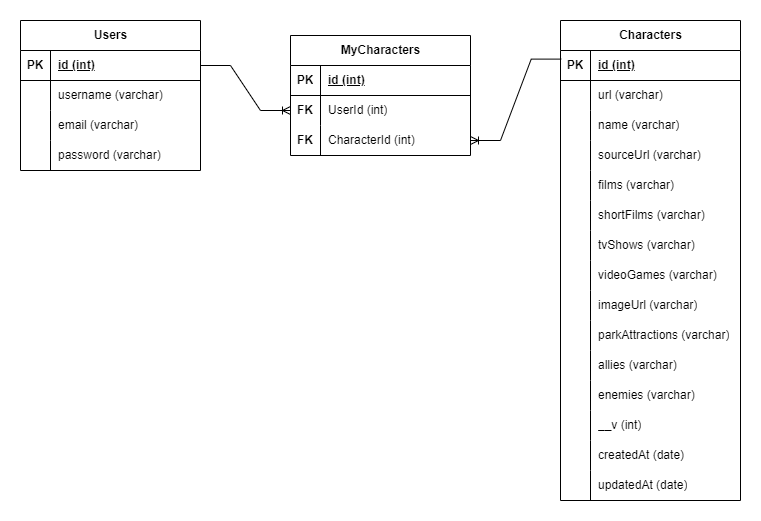 Users
PK id (int)
username (varchar)
email (varchar)
password (varchar)
MyCharacters
PK id (int)
FK UserId (int)
FK CharacterId (int)
Characters
PK id (int)
url (varchar)
name (varchar)
sourceUrl (varchar)
films (varchar)
shortFilms (varchar)
tvShows (varchar)
videoGames (varchar)
imageUrl (varchar)
parkAttractions (varchar)
allies (varchar)
enemies (varchar)
__v (int)
createdAt (date)
updatedAt (date)